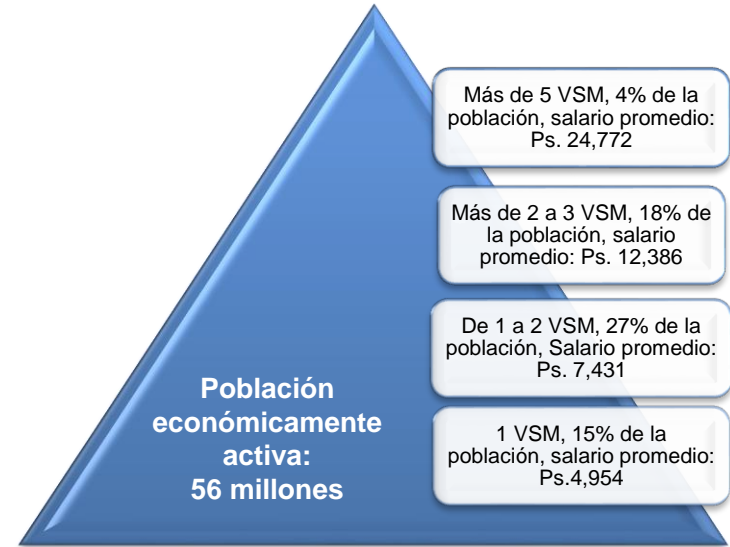 Más de 5 VSM, 4% de la
población, salario promedio:
Ps. 24,772
Más de 2 a 3 VSM, 18% de
la población, salario
promedio: Ps. 12,386
De 1 a 2 VSM, 27% de la
población, Salario promedio:
Ps. 7,431
1 VSM, 15% de la
población, salario promedio:
Ps.4,954
Población
económicamente
activa:
56 millones